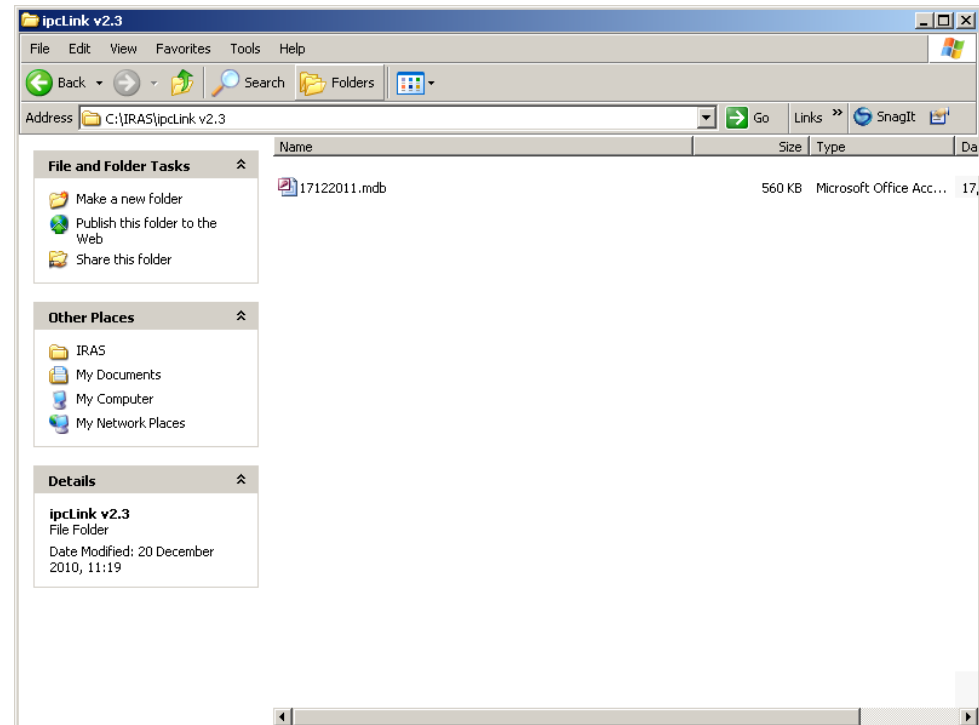 ipcLink v2.3
File Edit View Favorites Tools Help
Back Search Folders
Address C:\IRAS\ipcLink v2.3 Go Links » SnagIt
Name Size Type Da
File and Folder Tasks
17122011.mdb 560 KB Microsoft Office Acc... 17,
Make a new folder
Publish this folder to the
Web
Share this folder
Other Places
IRAS
My Documents
My Computer
My Network Places
Details
ipcLink v2.3
File Folder
Date Modified: 20 December
2010, 11:19